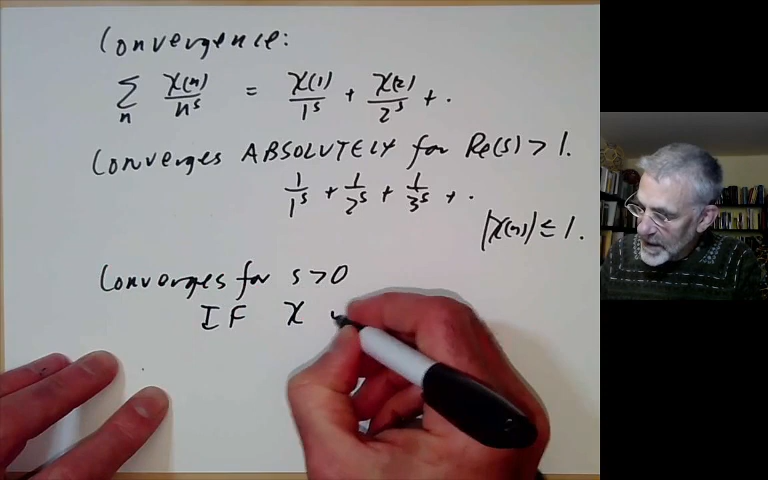 Convergence:
∑_n χ(n)/n^s = χ(1)/1^s + χ(2)/2^s + .
Converges ABSOLUTELY for Re(s) > 1.
1/1^s + 1/2^s + 1/3^s + .
|χ(n)| ≤ 1.
Converges for s > 0
IF χ